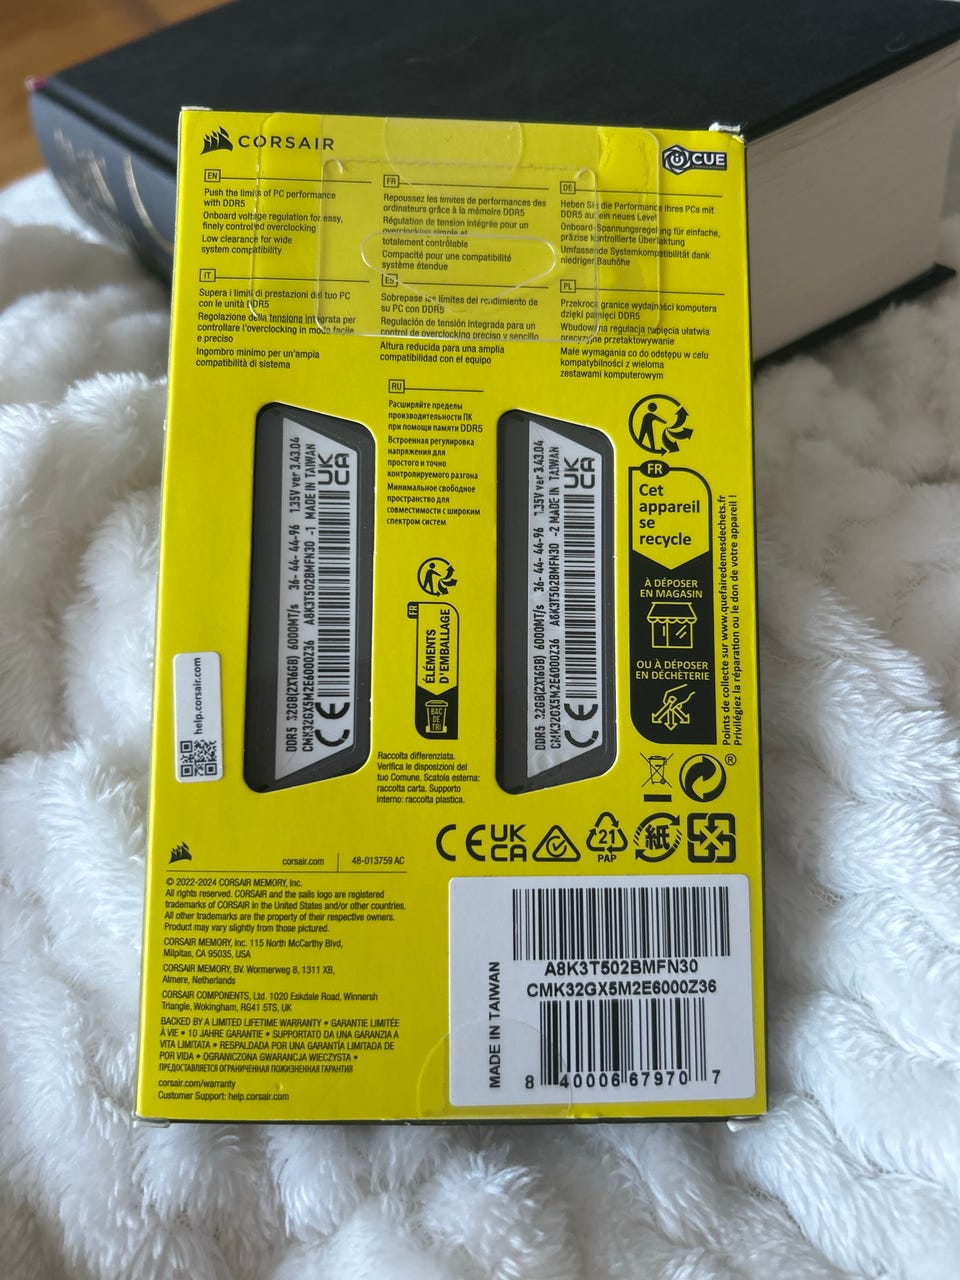 CORSAIR
CUE
EN
Push the limits of PC performance
with DDR5
Onboard voltage regulation for easy,
finely controlled overclocking
Low clearance for wide
system compatibility
FR
Repoussez les limites de performances des
ordinateurs grâce à la mémoire DDR5
Régulation de tension intégrée pour un
overclocking simple et
totalement contrôlable
Compacité pour une compatibilité
système étendue
DE
Heben Sie die Performance Ihres PCs mit
DDR5 auf ein neues Level
Onboard-Spannungsregelung für einfache,
präzise kontrollierte Übertaktung
Umfassende Systemkompatibilität dank
niedriger Bauhöhe
IT
Supera i limiti di prestazioni del tuo PC
con le unità DDR5
Regolazione della tensione integrata per
controllare l'overclocking in modo facile
e preciso
Ingombro minimo per un'ampia
compatibilità di sistema
ES
Sobrepase los límites del rendimiento de
su PC con DDR5
Regulación de tensión integrada para un
control de overclocking preciso y sencillo
Altura reducida para una amplia
compatibilidad con el equipo
PL
Przekrocz granice wydajności komputera
dzięki pamięci DDR5
Wbudowana regulacja napięcia ułatwia
precyzyjne przetaktowywanie
Małe wymagania co do odstępu w celu
kompatybilności z wieloma
zestawami komputerowym
RU
Расширяйте пределы
производительности ПК
при помощи памяти DDR5
Встроенная регулировка
напряжения для
простого и точно
контролируемого разгона
Минимальное свободное
пространство для
совместимости с широким
спектром систем
DDR5 32GB(2X16GB) 6000MT/s 36-44-44-96 1.35V ver 3.43.04
CMK32GX5M2E6000Z36 A8K3T502BMFN30 -1 MADE IN TAIWAN
CE
UK
CA
DDR5 32GB(2X16GB) 6000MT/s 36-44-44-96 1.35V ver 3.43.04
CMK32GX5M2E6000Z36 A8K3T502BMFN30 -2 MADE IN TAIWAN
CE
UK
CA
FR
Cet
appareil
se
recycle
À DÉPOSER
EN MAGASIN
OU À DÉPOSER
EN DÉCHÈTERIE
Points de collecte sur www.quefairedemesdechets.fr
Privilégiez la réparation ou le don de votre appareil !
FR
ÉLÉMENTS
D'EMBALLAGE
BAC
DE
TRI
help.corsair.com
Raccolta differenziata.
Verifica le disposizioni del
tuo Comune. Scatola esterna:
raccolta carta. Supporto
interno: raccolta plastica.
®
CE
UK
CA
21
PAP
紙
corsair.com
48-013759 AC
© 2022-2024 CORSAIR MEMORY, Inc.
All rights reserved. CORSAIR and the sails logo are registered
trademarks of CORSAIR in the United States and/or other countries.
All other trademarks are the property of their respective owners.
Product may vary slightly from those pictured.
CORSAIR MEMORY, Inc. 115 North McCarthy Blvd,
Milpitas, CA 95035, USA
CORSAIR MEMORY, BV. Wormerweg 8, 1311 XB,
Almere, Netherlands
CORSAIR COMPONENTS, Ltd. 1020 Eskdale Road, Winnersh
Triangle, Wokingham, RG41 5TS, UK
BACKED BY A LIMITED LIFETIME WARRANTY • GARANTIE LIMITÉE
À VIE • 10 JAHRE GARANTIE • SUPPORTATO DA UNA GARANZIA A
VITA LIMITATA • RESPALDADA POR UNA GARANTÍA LIMITADA DE
POR VIDA • OGRANICZONA GWARANCJA WIECZYSTA •
ПРЕДОСТАВЛЯЕТСЯ ОГРАНИЧЕННАЯ ПОЖИЗНЕННАЯ ГАРАНТИЯ
corsair.com/warranty
Customer Support: help.corsair.com
MADE IN TAIWAN
A8K3T502BMFN30
CMK32GX5M2E6000Z36
8 40006 67970 7